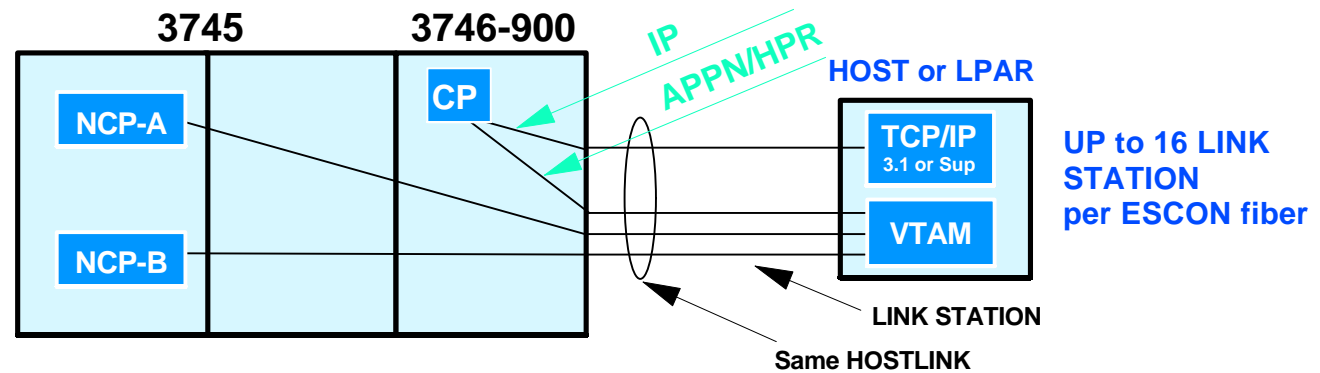 3745
3746-900
IP
APPN/HPR
HOST or LPAR
CP
NCP-A
TCP/IP
3.1 or Sup
UP to 16 LINK
STATION
per ESCON fiber
VTAM
NCP-B
LINK STATION
Same HOSTLINK